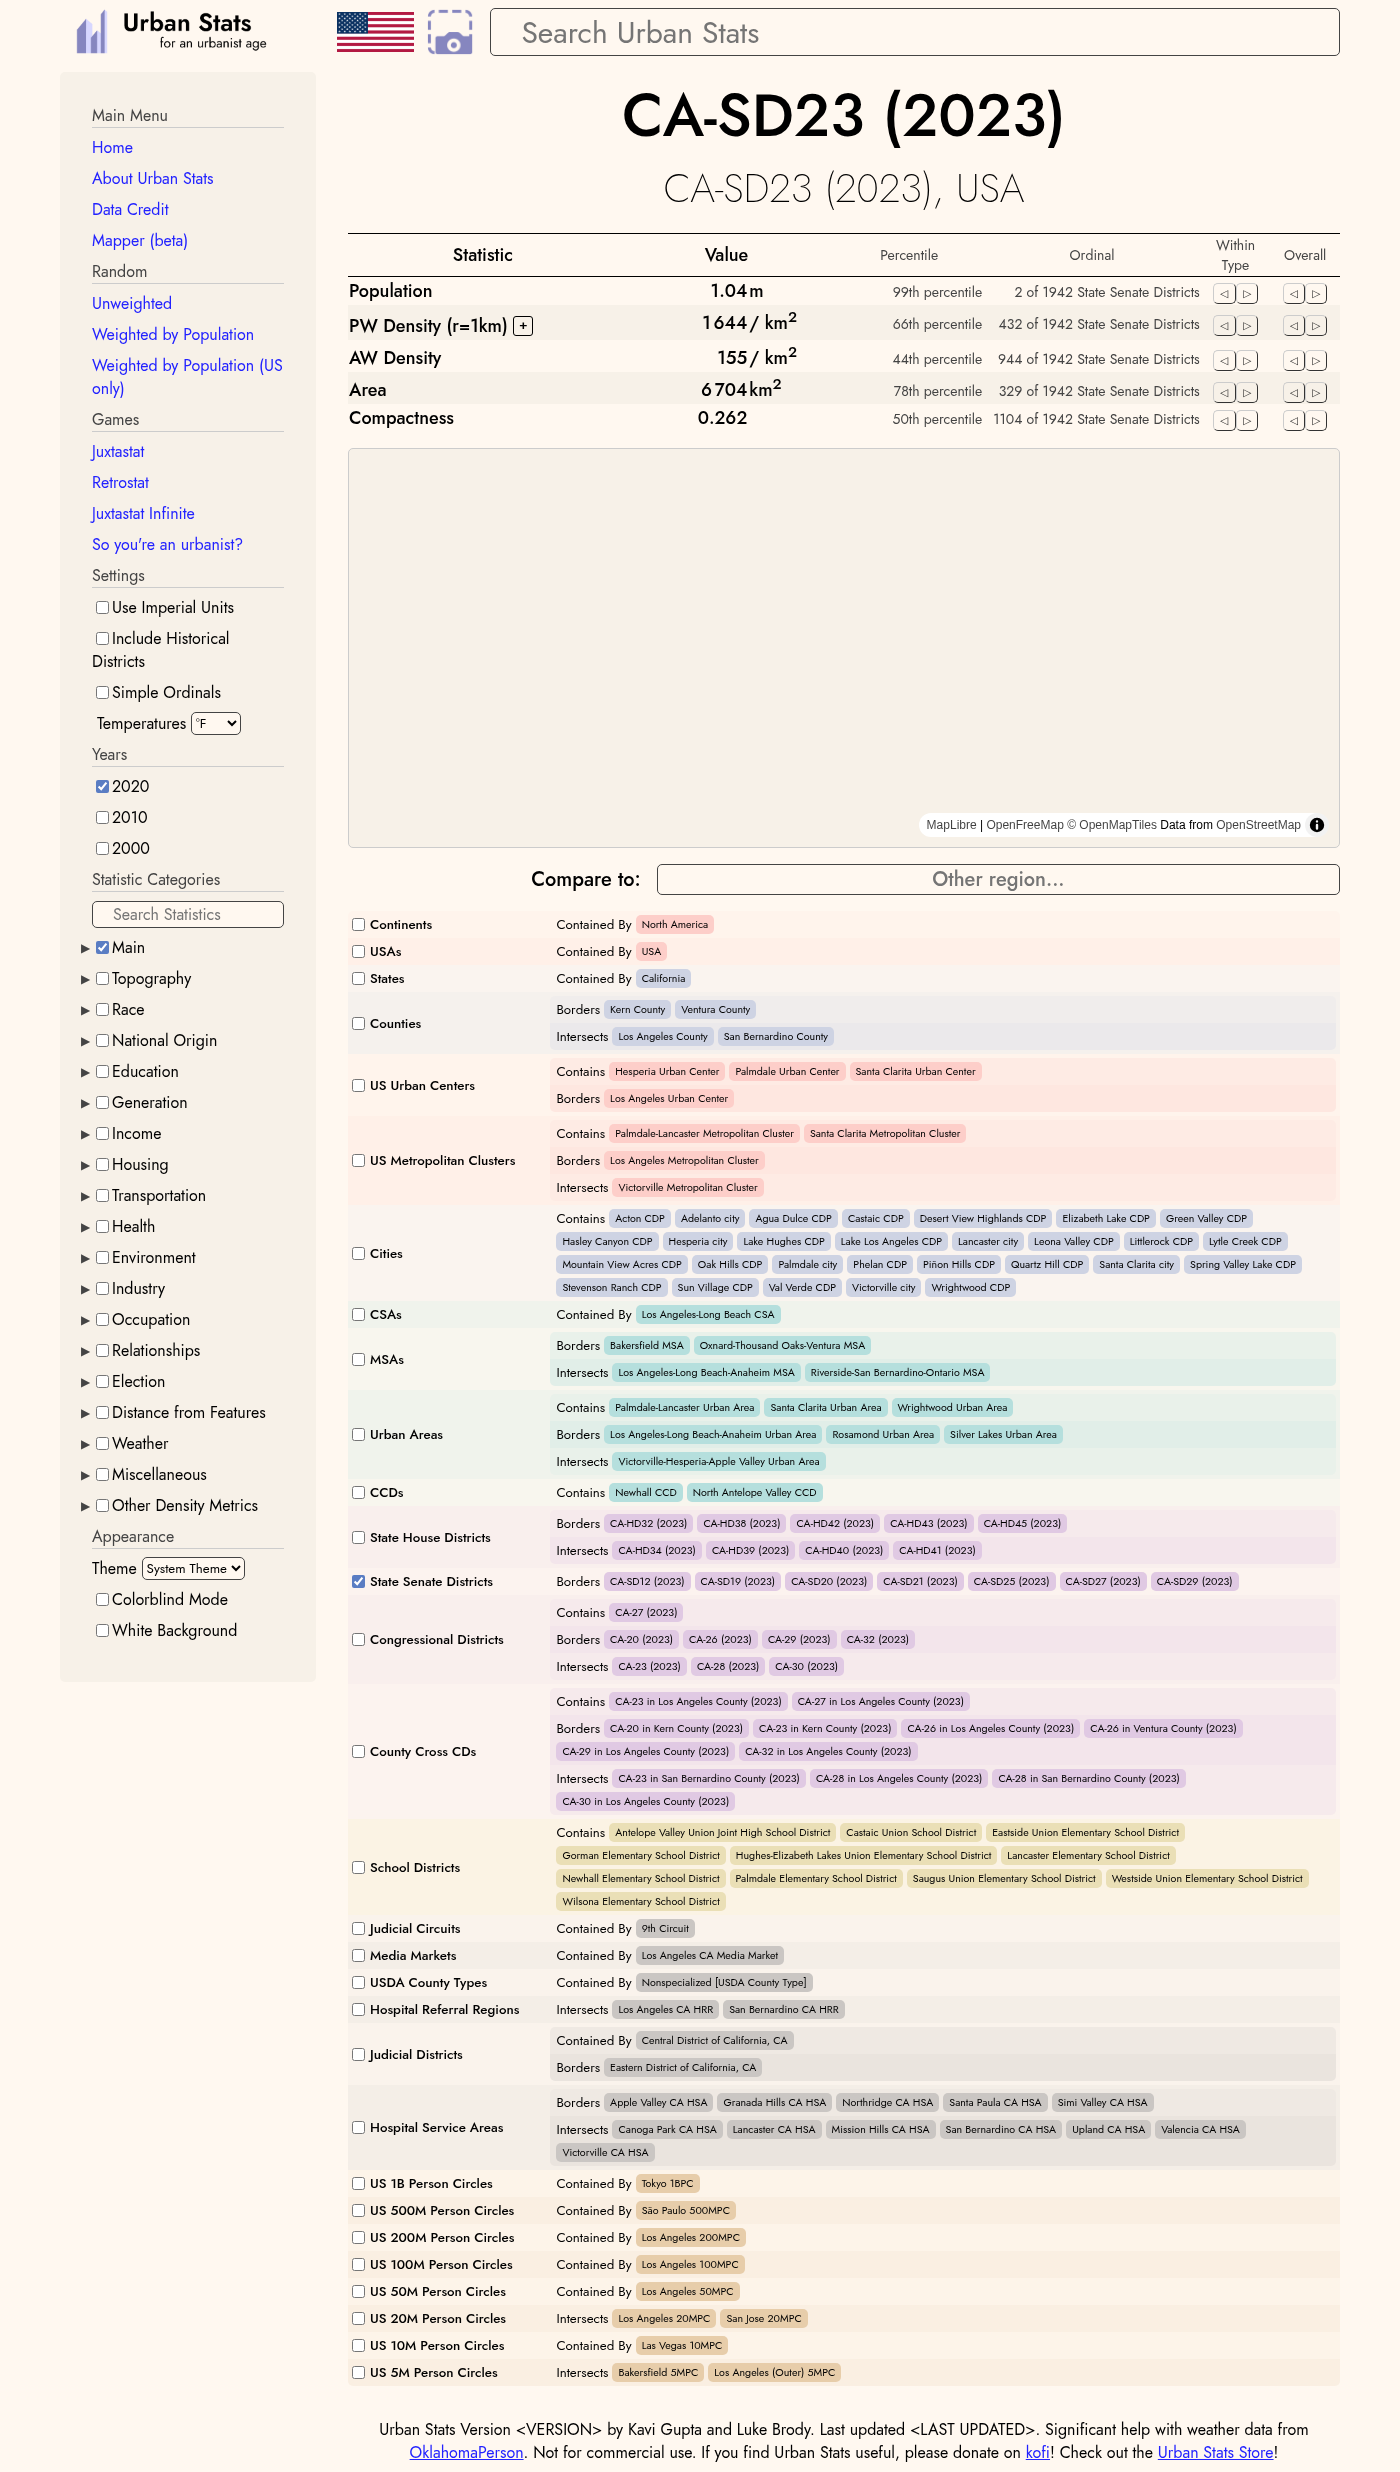 Urban Stats
for an urbanist age
Search Urban Stats
Main Menu
Home
About Urban Stats
Data Credit
Mapper (beta)
Random
Unweighted
Weighted by Population
Weighted by Population (US
only)
Games
Juxtastat
Retrostat
Juxtastat Infinite
So you're an urbanist?
Settings
Use Imperial Units
Include Historical
Districts
Simple Ordinals
Temperatures °F
Years
2020
2010
2000
Statistic Categories
Search Statistics
Main
Topography
Race
National Origin
Education
Generation
Income
Housing
Transportation
Health
Environment
Industry
Occupation
Relationships
Election
Distance from Features
Weather
Miscellaneous
Other Density Metrics
Appearance
Theme System Theme
Colorblind Mode
White Background
CA-SD23 (2023)
CA-SD23 (2023), USA
Statistic Value Percentile Ordinal Within Type Overall
Population 1.04 m 99th percentile 2 of 1942 State Senate Districts
PW Density (r=1km) + 1 644 / km² 66th percentile 432 of 1942 State Senate Districts
AW Density 155 / km² 44th percentile 944 of 1942 State Senate Districts
Area 6 704 km² 78th percentile 329 of 1942 State Senate Districts
Compactness 0.262 50th percentile 1104 of 1942 State Senate Districts
MapLibre | OpenFreeMap © OpenMapTiles Data from OpenStreetMap
Compare to: Other region...
Continents Contained By North America
USAs Contained By USA
States Contained By California
Counties
Borders Kern County Ventura County
Intersects Los Angeles County San Bernardino County
US Urban Centers
Contains Hesperia Urban Center Palmdale Urban Center Santa Clarita Urban Center
Borders Los Angeles Urban Center
US Metropolitan Clusters
Contains Palmdale-Lancaster Metropolitan Cluster Santa Clarita Metropolitan Cluster
Borders Los Angeles Metropolitan Cluster
Intersects Victorville Metropolitan Cluster
Cities
Contains Acton CDP Adelanto city Agua Dulce CDP Castaic CDP Desert View Highlands CDP Elizabeth Lake CDP Green Valley CDP
Hasley Canyon CDP Hesperia city Lake Hughes CDP Lake Los Angeles CDP Lancaster city Leona Valley CDP Littlerock CDP Lytle Creek CDP
Mountain View Acres CDP Oak Hills CDP Palmdale city Phelan CDP Piñon Hills CDP Quartz Hill CDP Santa Clarita city Spring Valley Lake CDP
Stevenson Ranch CDP Sun Village CDP Val Verde CDP Victorville city Wrightwood CDP
CSAs Contained By Los Angeles-Long Beach CSA
MSAs
Borders Bakersfield MSA Oxnard-Thousand Oaks-Ventura MSA
Intersects Los Angeles-Long Beach-Anaheim MSA Riverside-San Bernardino-Ontario MSA
Urban Areas
Contains Palmdale-Lancaster Urban Area Santa Clarita Urban Area Wrightwood Urban Area
Borders Los Angeles-Long Beach-Anaheim Urban Area Rosamond Urban Area Silver Lakes Urban Area
Intersects Victorville-Hesperia-Apple Valley Urban Area
CCDs Contains Newhall CCD North Antelope Valley CCD
State House Districts
Borders CA-HD32 (2023) CA-HD38 (2023) CA-HD42 (2023) CA-HD43 (2023) CA-HD45 (2023)
Intersects CA-HD34 (2023) CA-HD39 (2023) CA-HD40 (2023) CA-HD41 (2023)
State Senate Districts Borders CA-SD12 (2023) CA-SD19 (2023) CA-SD20 (2023) CA-SD21 (2023) CA-SD25 (2023) CA-SD27 (2023) CA-SD29 (2023)
Congressional Districts
Contains CA-27 (2023)
Borders CA-20 (2023) CA-26 (2023) CA-29 (2023) CA-32 (2023)
Intersects CA-23 (2023) CA-28 (2023) CA-30 (2023)
County Cross CDs
Contains CA-23 in Los Angeles County (2023) CA-27 in Los Angeles County (2023)
Borders CA-20 in Kern County (2023) CA-23 in Kern County (2023) CA-26 in Los Angeles County (2023) CA-26 in Ventura County (2023)
CA-29 in Los Angeles County (2023) CA-32 in Los Angeles County (2023)
Intersects CA-23 in San Bernardino County (2023) CA-28 in Los Angeles County (2023) CA-28 in San Bernardino County (2023)
CA-30 in Los Angeles County (2023)
School Districts
Contains Antelope Valley Union Joint High School District Castaic Union School District Eastside Union Elementary School District
Gorman Elementary School District Hughes-Elizabeth Lakes Union Elementary School District Lancaster Elementary School District
Newhall Elementary School District Palmdale Elementary School District Saugus Union Elementary School District Westside Union Elementary School District
Wilsona Elementary School District
Judicial Circuits Contained By 9th Circuit
Media Markets Contained By Los Angeles CA Media Market
USDA County Types Contained By Nonspecialized [USDA County Type]
Hospital Referral Regions Intersects Los Angeles CA HRR San Bernardino CA HRR
Judicial Districts
Contained By Central District of California, CA
Borders Eastern District of California, CA
Hospital Service Areas
Borders Apple Valley CA HSA Granada Hills CA HSA Northridge CA HSA Santa Paula CA HSA Simi Valley CA HSA
Intersects Canoga Park CA HSA Lancaster CA HSA Mission Hills CA HSA San Bernardino CA HSA Upland CA HSA Valencia CA HSA
Victorville CA HSA
US 1B Person Circles Contained By Tokyo 1BPC
US 500M Person Circles Contained By São Paulo 500MPC
US 200M Person Circles Contained By Los Angeles 200MPC
US 100M Person Circles Contained By Los Angeles 100MPC
US 50M Person Circles Contained By Los Angeles 50MPC
US 20M Person Circles Intersects Los Angeles 20MPC San Jose 20MPC
US 10M Person Circles Contained By Las Vegas 10MPC
US 5M Person Circles Intersects Bakersfield 5MPC Los Angeles (Outer) 5MPC
Urban Stats Version <VERSION> by Kavi Gupta and Luke Brody. Last updated <LAST UPDATED>. Significant help with weather data from
OklahomaPerson. Not for commercial use. If you find Urban Stats useful, please donate on kofi! Check out the Urban Stats Store!